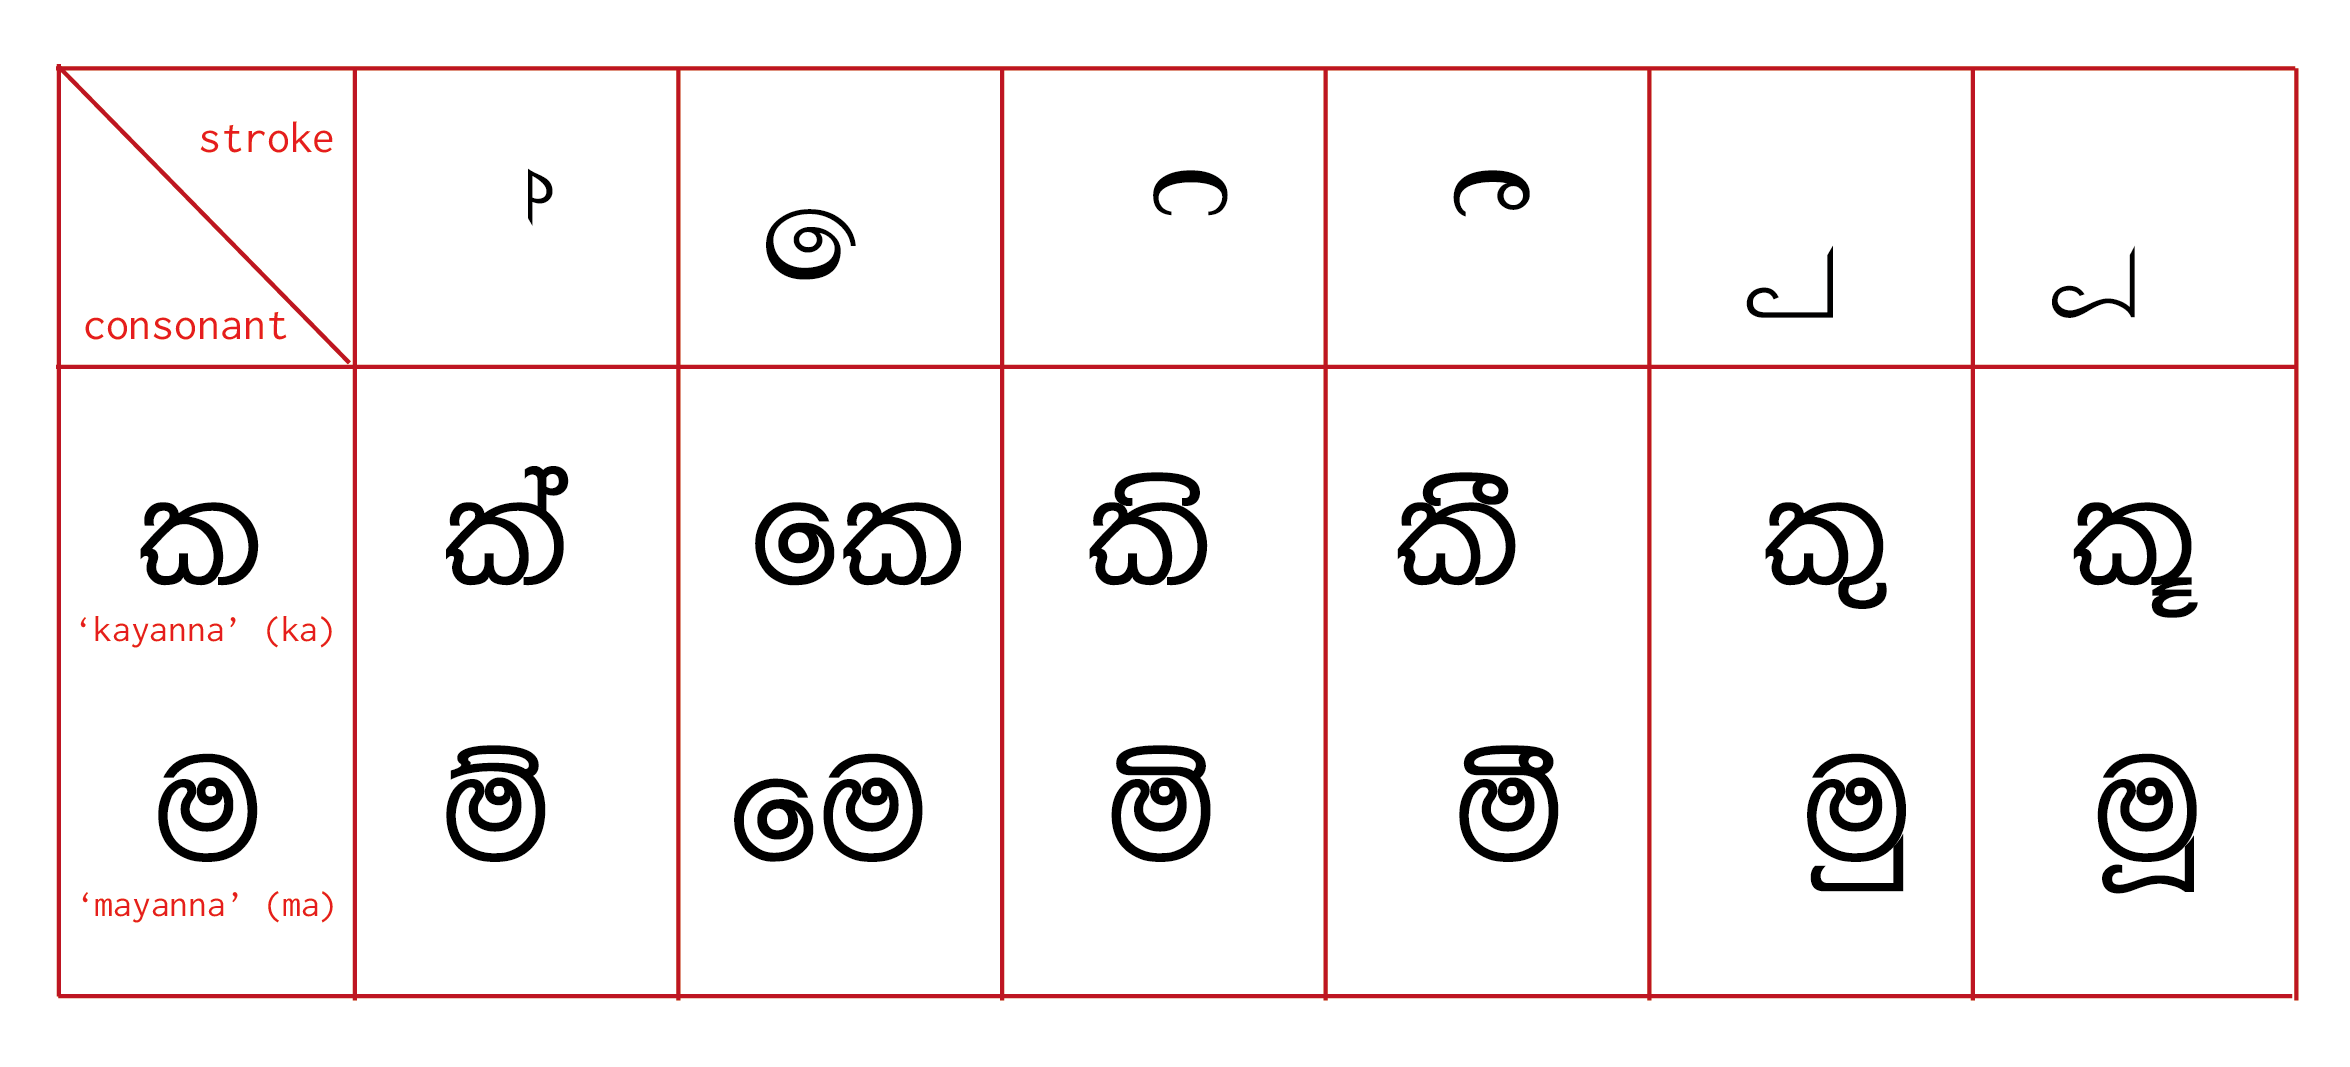 stroke
consonant
් ෙ ි ී ු ූ
ක ක් කෙ කි කී කු කූ
‘kayanna’ (ka)
ම ම් මෙ මි මී මු මූ
‘mayanna’ (ma)